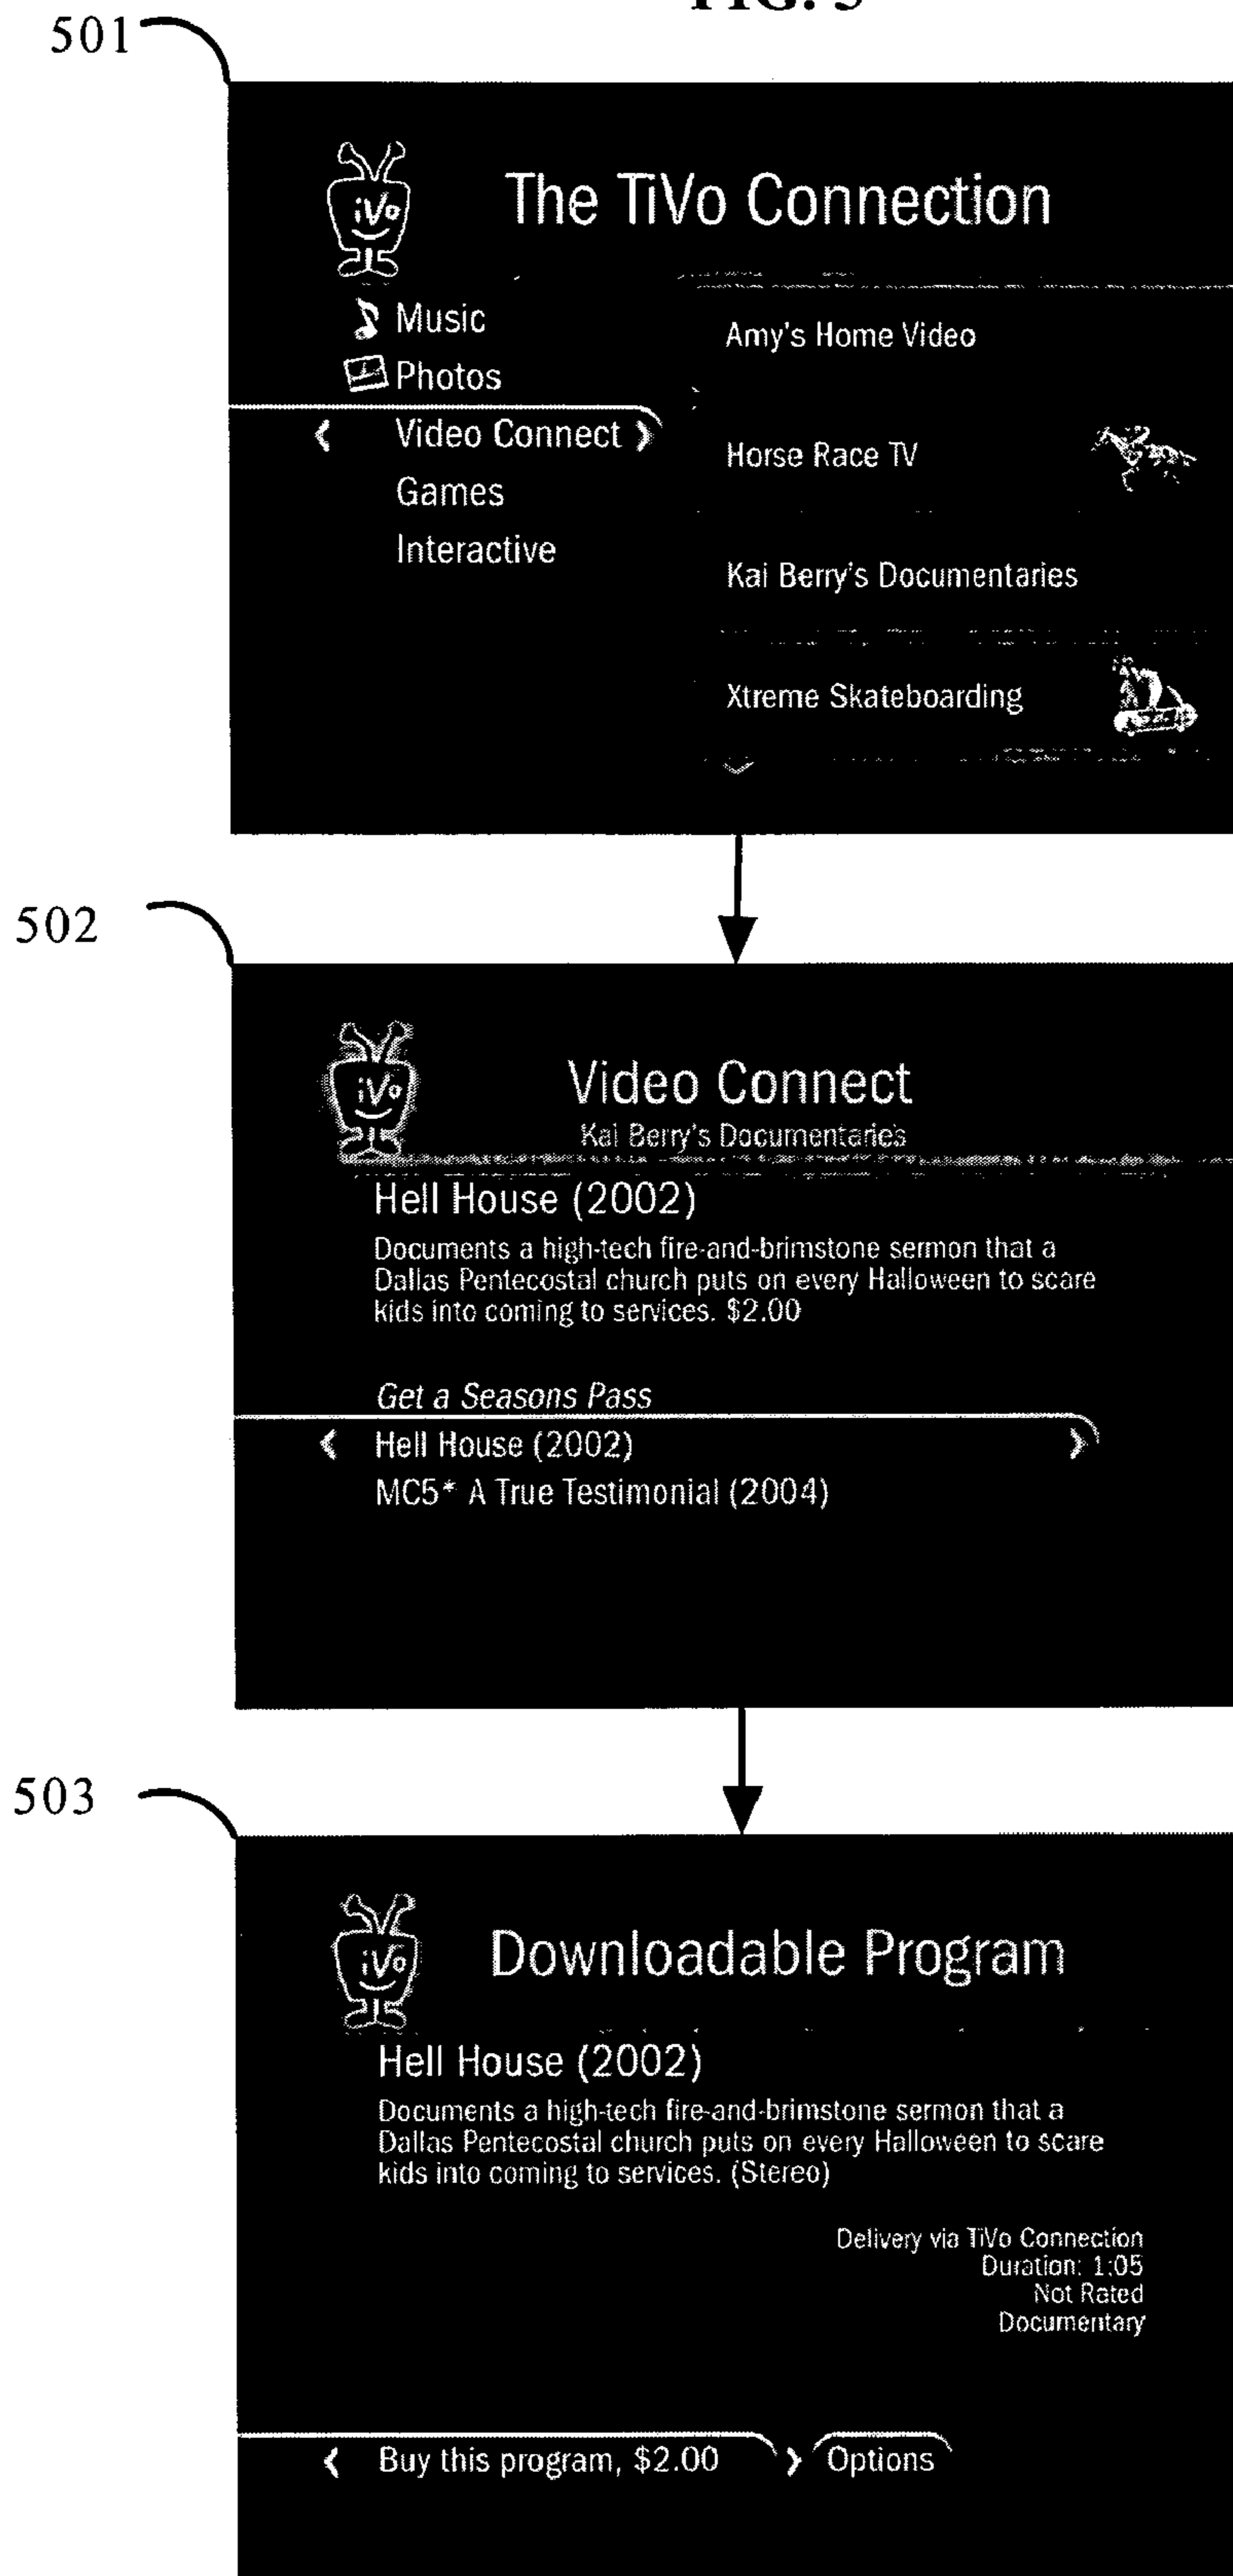 FIG. 5
501
iVo
The TiVo Connection
Music
Photos
Video Connect
Games
Interactive
Amy's Home Video
Horse Race TV
Kai Berry's Documentaries
Xtreme Skateboarding
502
iVo
Video Connect
Kai Berry's Documentaries
Hell House (2002)
Documents a high-tech fire-and-brimstone sermon that a
Dallas Pentecostal church puts on every Halloween to scare
kids into coming to services. $2.00
Get a Seasons Pass
Hell House (2002)
MC5* A True Testimonial (2004)
503
iVo
Downloadable Program
Hell House (2002)
Documents a high-tech fire-and-brimstone sermon that a
Dallas Pentecostal church puts on every Halloween to scare
kids into coming to services. (Stereo)
Delivery via TiVo Connection
Duration: 1:05
Not Rated
Documentary
Buy this program, $2.00
Options